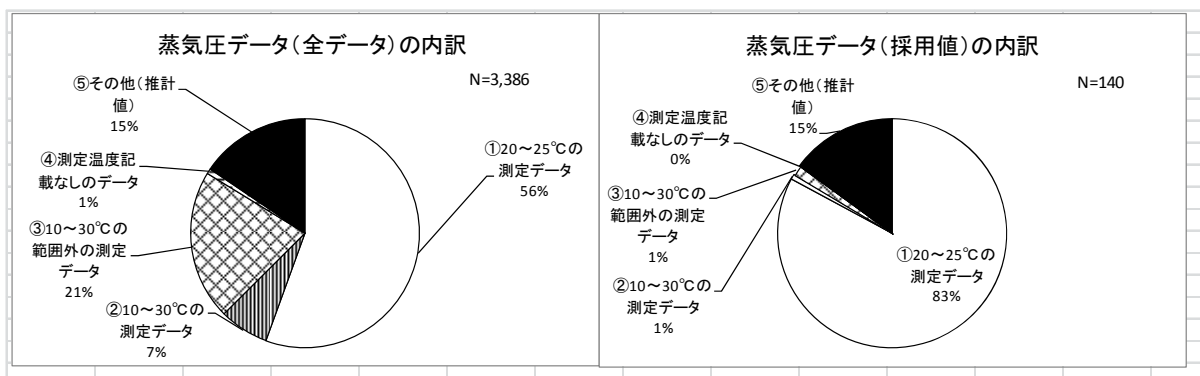 蒸気圧データ(全データ)の内訳
N=3,386
⑤その他(推計
値)
15%
④測定温度記
載なしのデータ
1%
③10～30℃の
範囲外の測定
データ
21%
②10～30℃の
測定データ
7%
①20～25℃の
測定データ
56%
蒸気圧データ(採用値)の内訳
N=140
⑤その他(推計
値)
15%
④測定温度記
載なしのデータ
0%
③10～30℃の
範囲外の測定
データ
1%
②10～30℃の
測定データ
1%
①20～25℃の
測定データ
83%